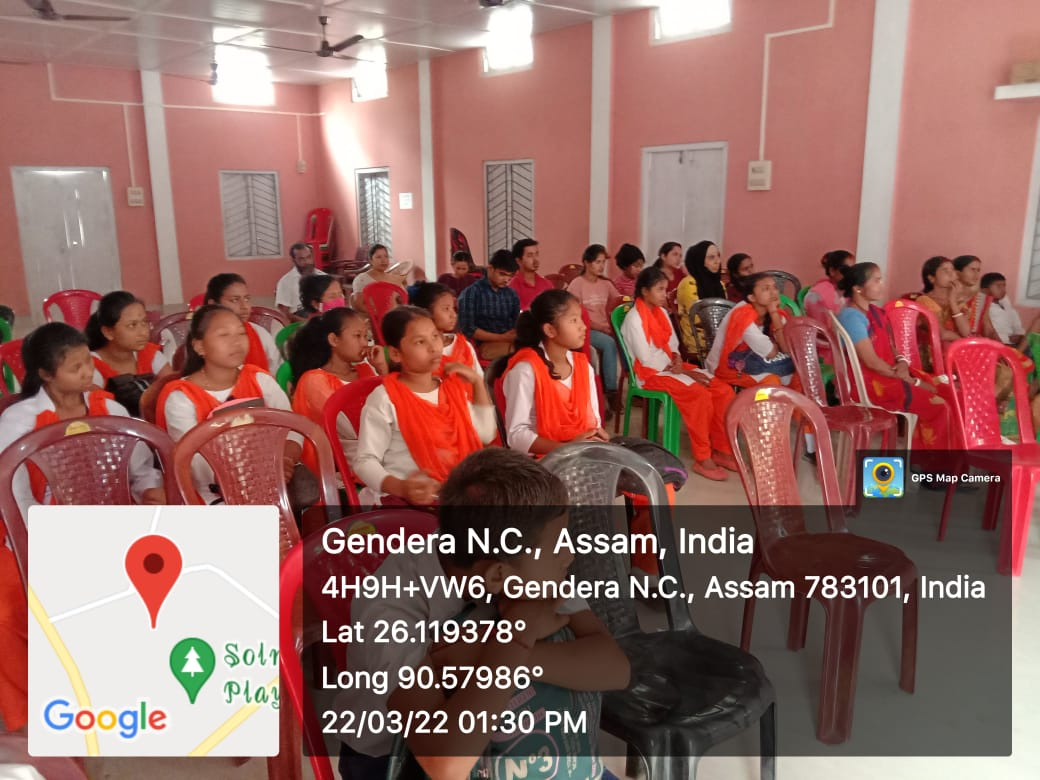 GPS Map Camera
Gendera N.C., Assam, India
4H9H+VW6, Gendera N.C., Assam 783101, India
Lat 26.119378°
Long 90.57986°
22/03/22 01:30 PM
Google
Nº3